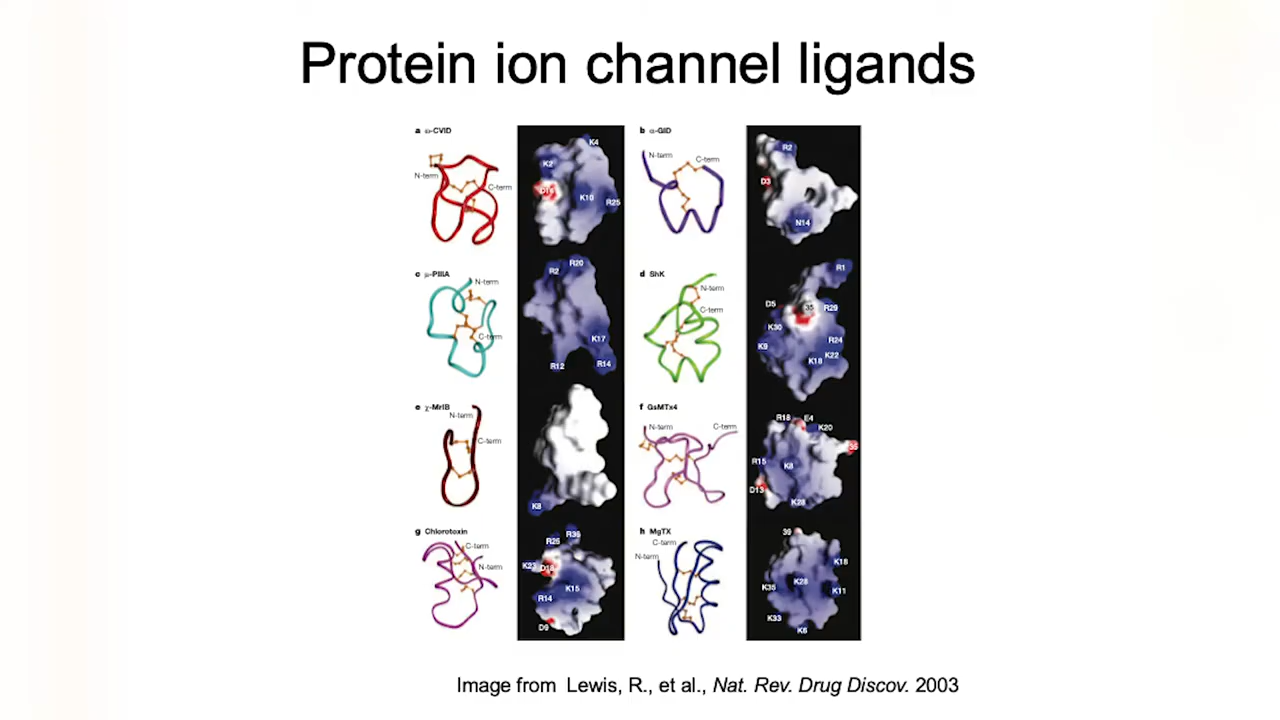 Protein ion channel ligands
a ω-CVID
N-term
C-term
K4
K2
D14
K10
R25
b α-GID
N-term
C-term
R2
D3
N14
c μ-PIIIA
N-term
C-term
R20
R2
K17
R12
R14
d ShK
N-term
C-term
R1
D5
35
R29
K30
K9
R24
K22
K18
e χ-MrIB
N-term
C-term
K8
f GsMTx4
N-term
C-term
R18
E4
K20
R15
K8
D13
K28
g Chlorotoxin
C-term
N-term
R36
R25
K23
K15
R14
D9
h MgTX
C-term
N-term
39
K18
K28
K35
K11
K33
K6
Image from Lewis, R., et al., Nat. Rev. Drug Discov. 2003